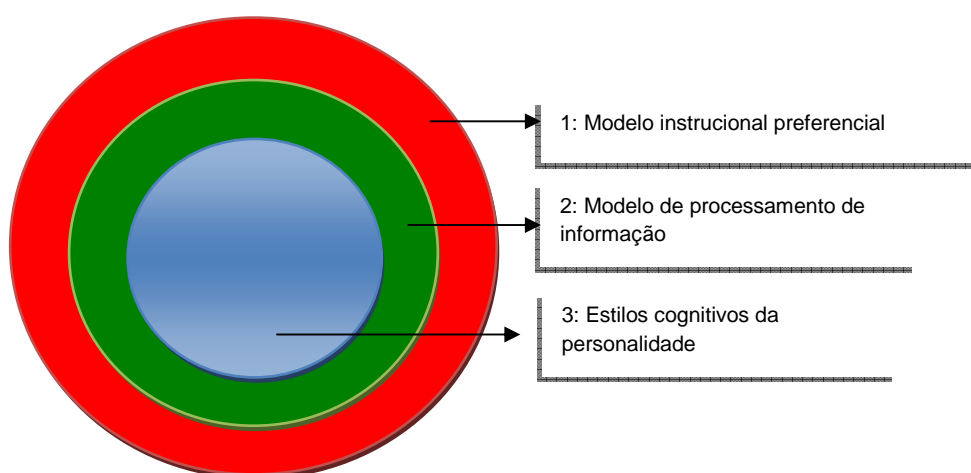 1: Modelo instrucional preferencial
2: Modelo de processamento de
informação
3: Estilos cognitivos da
personalidade